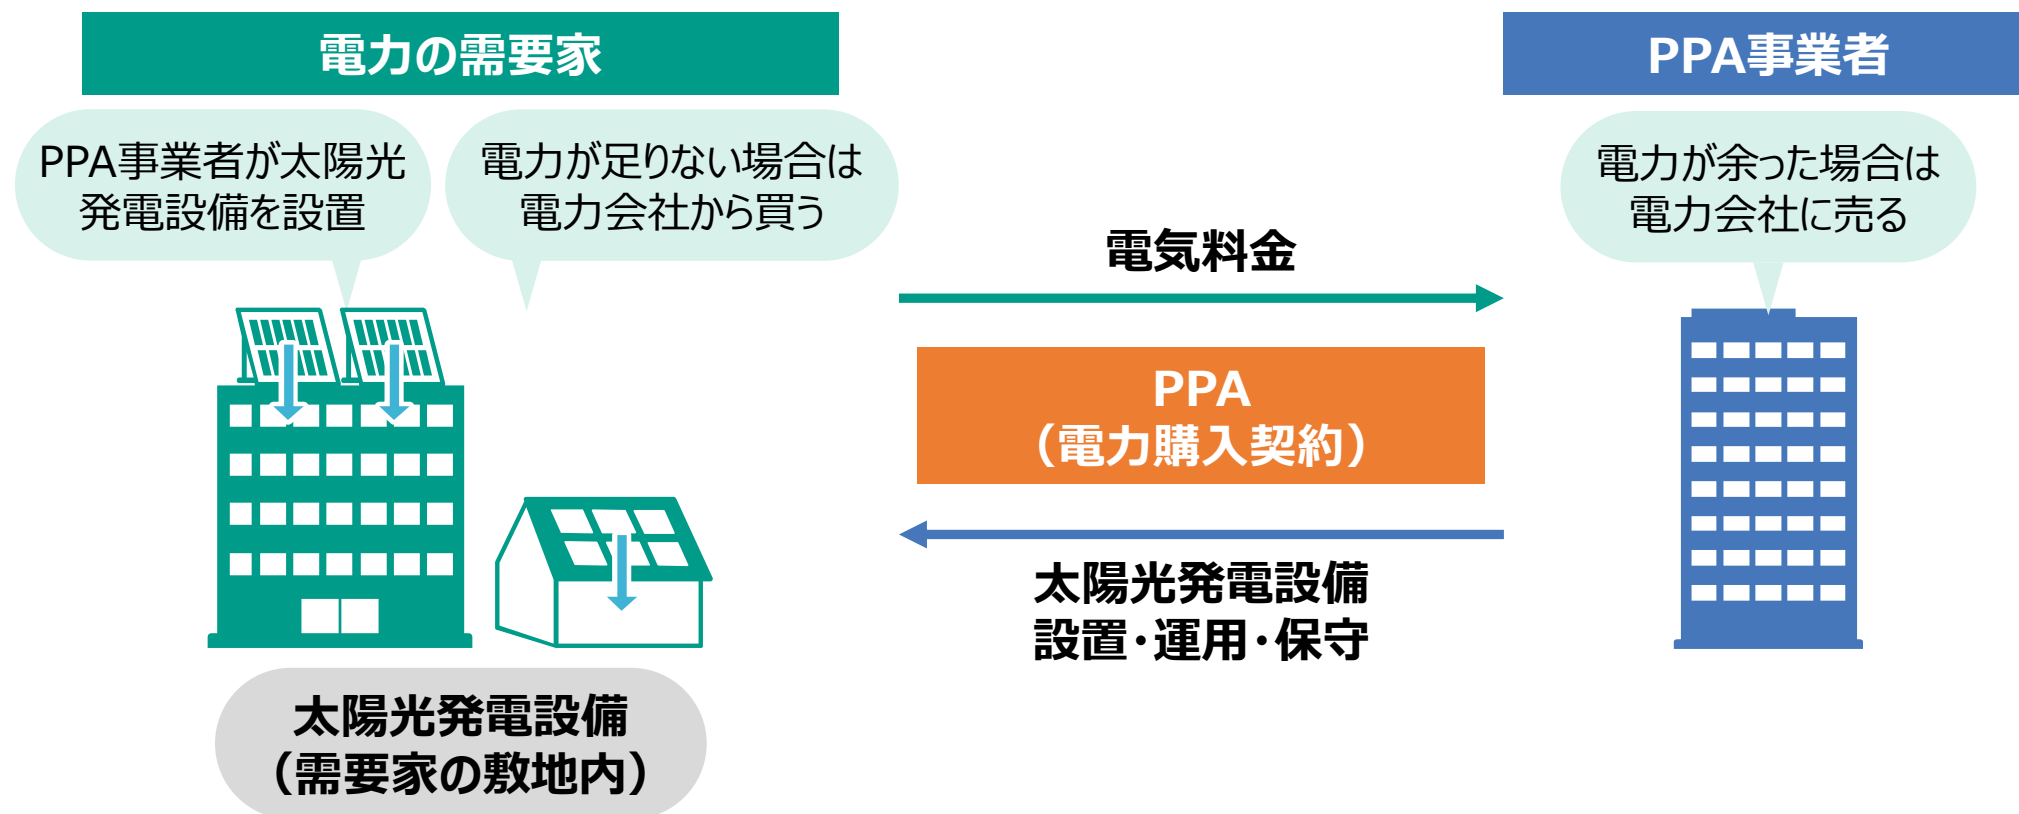 電力の需要家
PPA事業者
PPA事業者が太陽光
発電設備を設置
電力が足りない場合は
電力会社から買う
電力が余った場合は
電力会社に売る
電気料金
PPA
（電力購入契約）
太陽光発電設備
設置・運用・保守
太陽光発電設備
（需要家の敷地内）